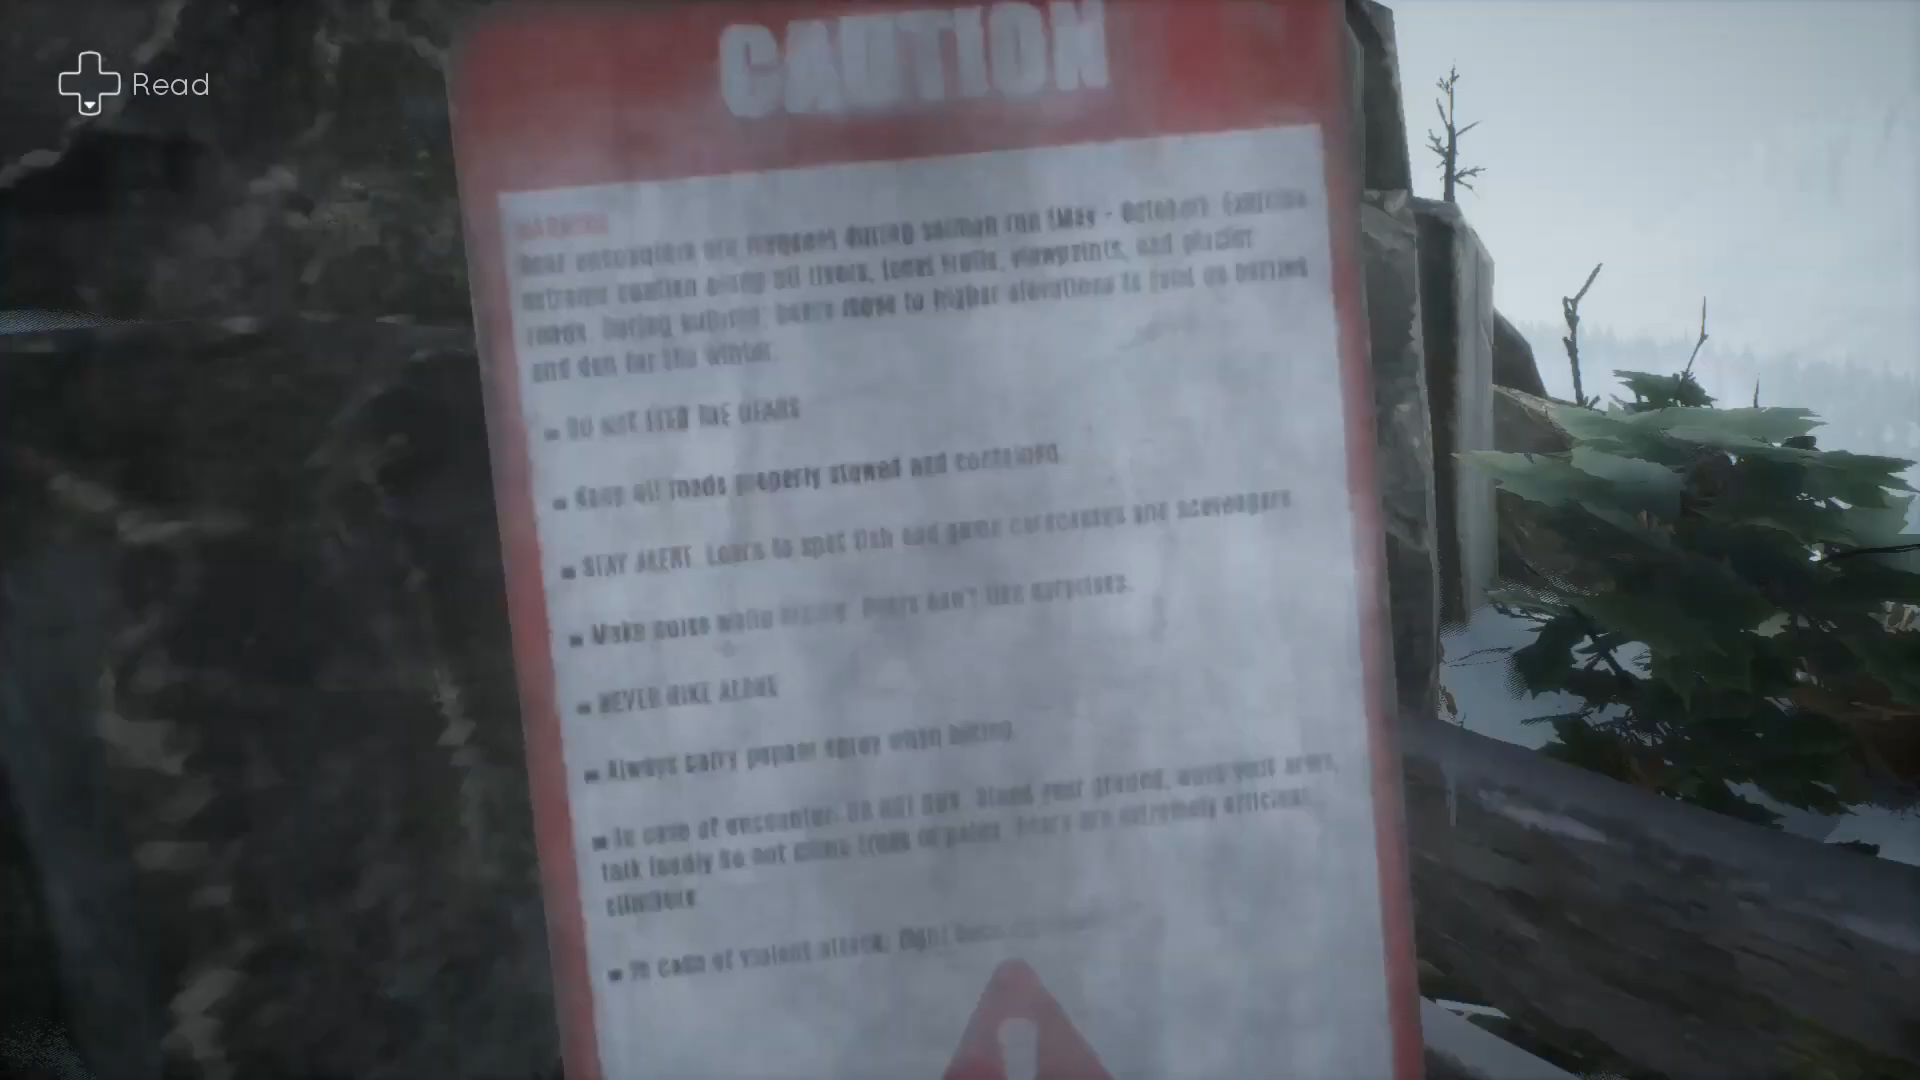 Read
CAUTION
WARNING
Bear encounters are frequent during salmon run (May - October). Exercise
extreme caution along all rivers, local trails, viewpoints, and glacier
roads. During autumn, bears move to higher elevations to feed on berries
and den for the winter.
DO NOT FEED THE BEARS
Keep all foods properly stowed and contained.
STAY ALERT. Learn to spot fish and game carcasses and scavengers.
Make noise while hiking. Bears don't like surprises.
NEVER HIKE ALONE
Always carry pepper spray when hiking.
In case of encounter: Do not run. Stand your ground, wave your arms,
talk loudly. Do not climb trees or poles. Bears are extremely efficient
climbers.
In case of violent attack, fight back